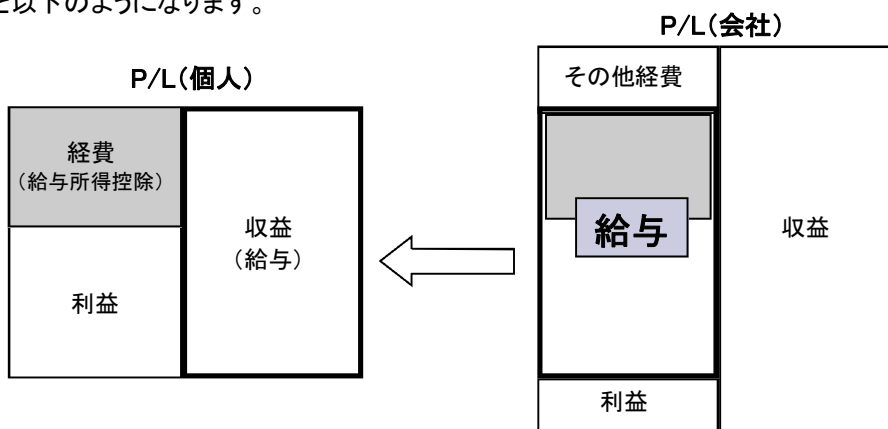 と以下のようになります。
P/L(会社)
P/L(個人)
その他経費
経費
(給与所得控除)
給与
収益
(給与)
収益
利益
利益